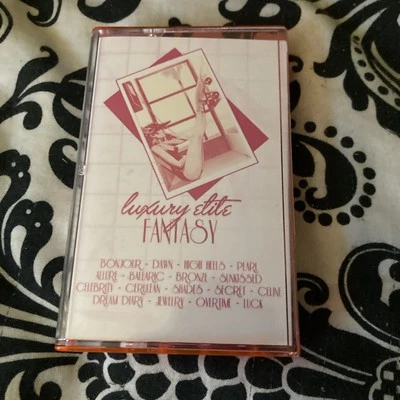 luxury elite
FANTASY
BONJOUR - DAWN - HIGH HEELS - PEARL
ALLURE - BALEARIC - BRONZE - SUNKISSED
CELEBRITY - CERULEAN - SHADES - SECRET - CELINE
DREAM DIARY - JEWELRY - OVERTIME - LUCK